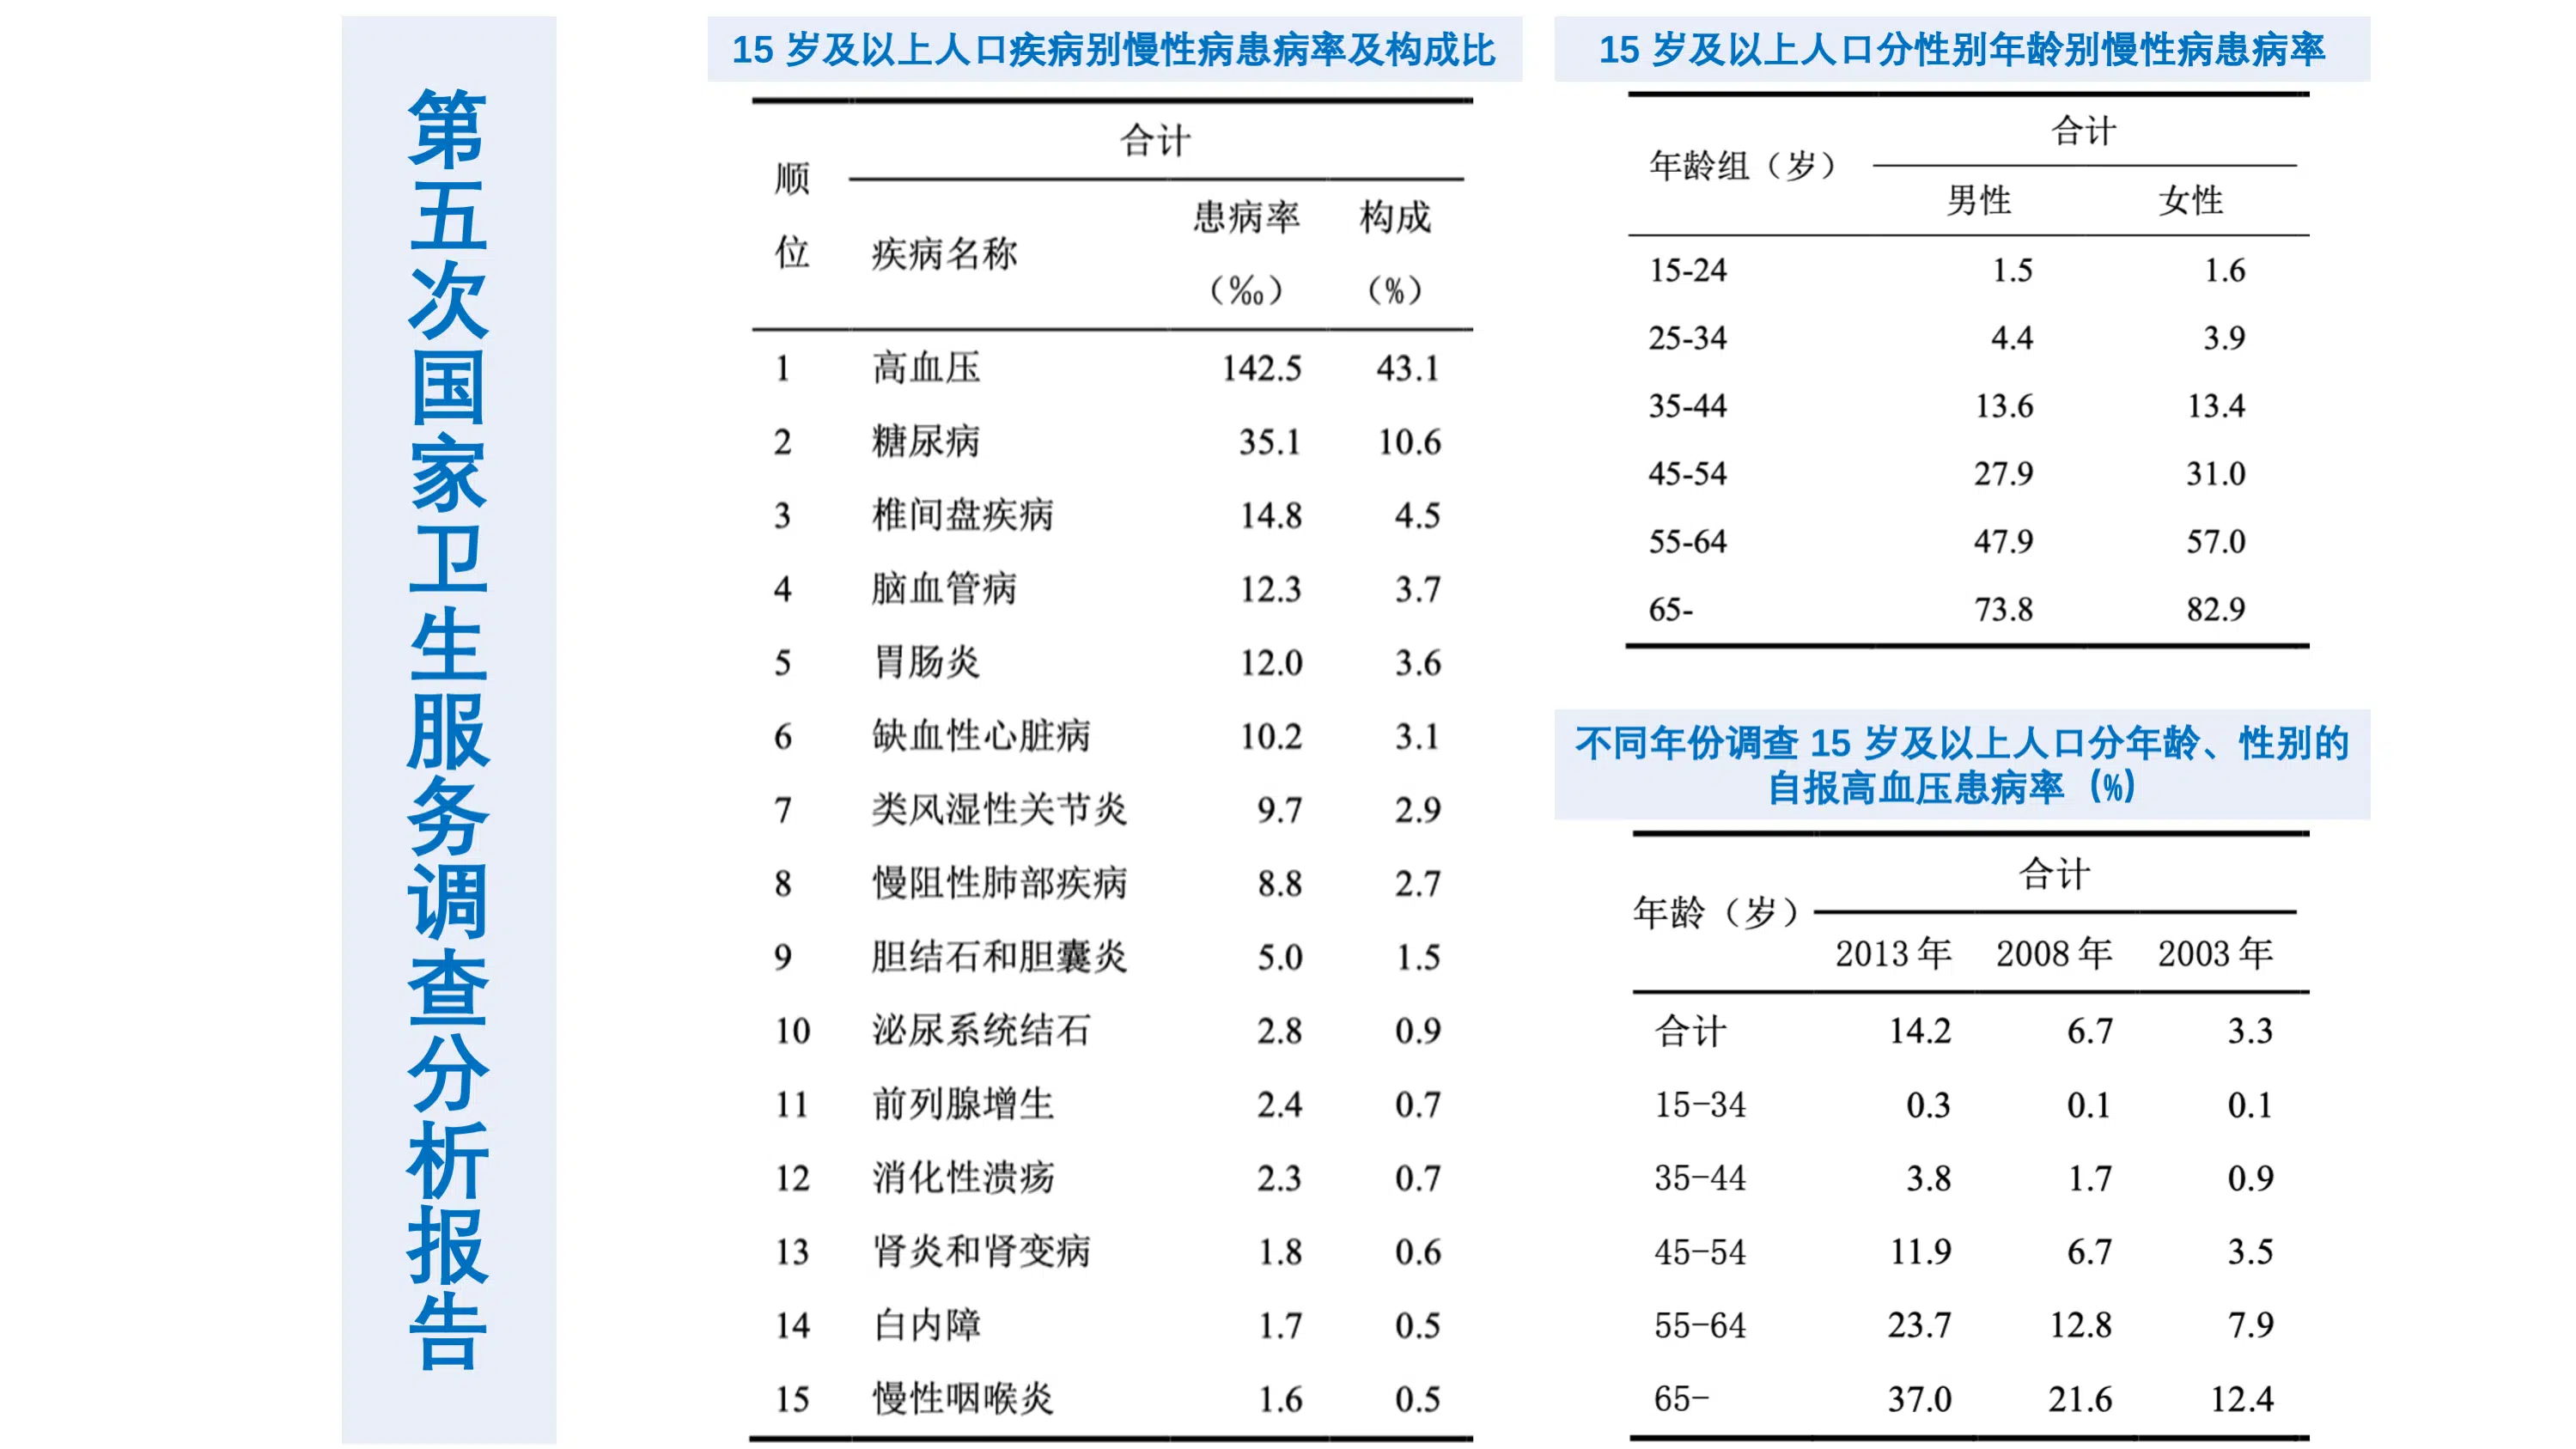 第五次国家卫生服务调查分析报告
15 岁及以上人口疾病别慢性病患病率及构成比
顺位 合计
疾病名称 患病率（‰） 构成（%）
1 高血压 142.5 43.1
2 糖尿病 35.1 10.6
3 椎间盘疾病 14.8 4.5
4 脑血管病 12.3 3.7
5 胃肠炎 12.0 3.6
6 缺血性心脏病 10.2 3.1
7 类风湿性关节炎 9.7 2.9
8 慢阻性肺部疾病 8.8 2.7
9 胆结石和胆囊炎 5.0 1.5
10 泌尿系统结石 2.8 0.9
11 前列腺增生 2.4 0.7
12 消化性溃疡 2.3 0.7
13 肾炎和肾变病 1.8 0.6
14 白内障 1.7 0.5
15 慢性咽喉炎 1.6 0.5
15 岁及以上人口分性别年龄别慢性病患病率
年龄组（岁） 合计
男性 女性
15-24 1.5 1.6
25-34 4.4 3.9
35-44 13.6 13.4
45-54 27.9 31.0
55-64 47.9 57.0
65- 73.8 82.9
不同年份调查 15 岁及以上人口分年龄、性别的
自报高血压患病率（%）
年龄（岁） 合计
2013 年 2008 年 2003 年
合计 14.2 6.7 3.3
15-34 0.3 0.1 0.1
35-44 3.8 1.7 0.9
45-54 11.9 6.7 3.5
55-64 23.7 12.8 7.9
65- 37.0 21.6 12.4